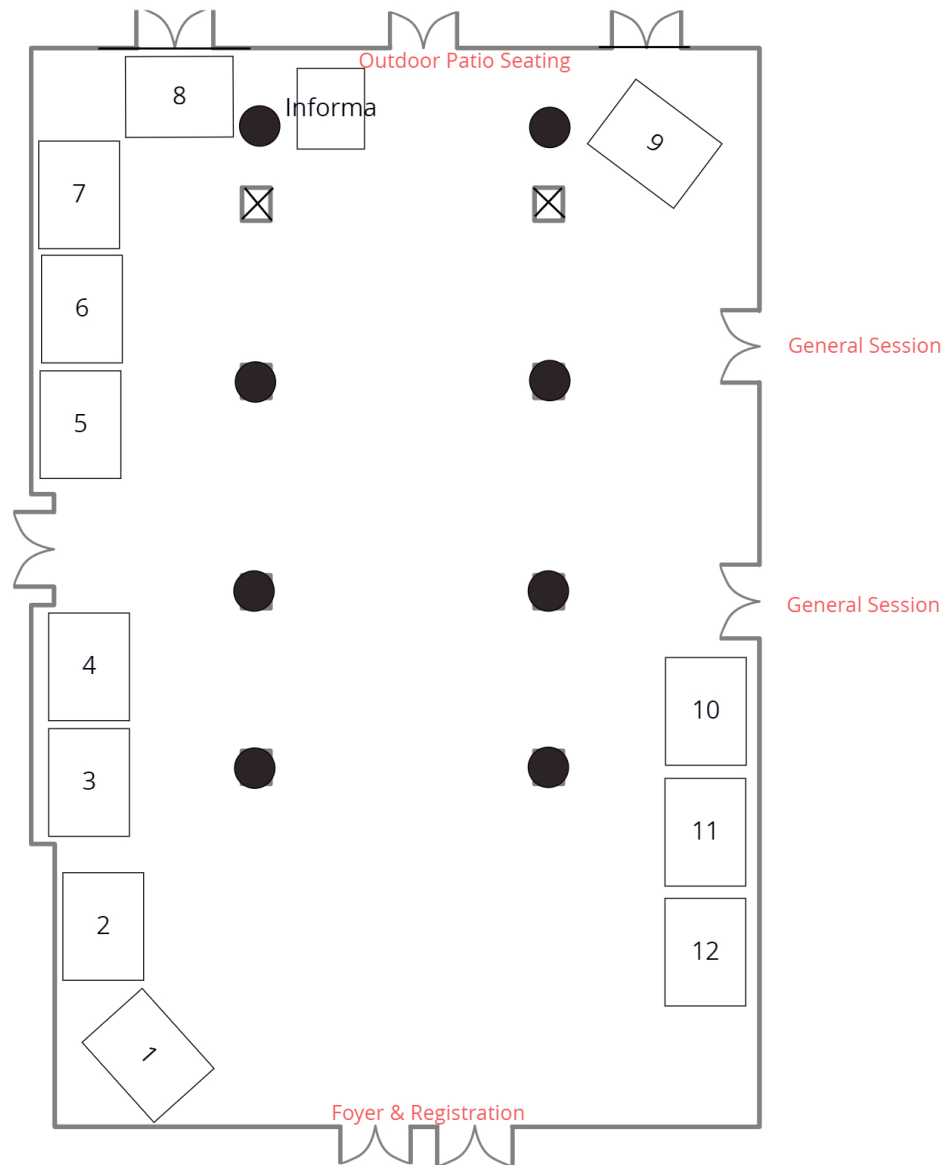 Outdoor Patio Seating
8
Informa
9
7
6
General Session
5
General Session
4
10
3
11
2
12
1
Foyer & Registration